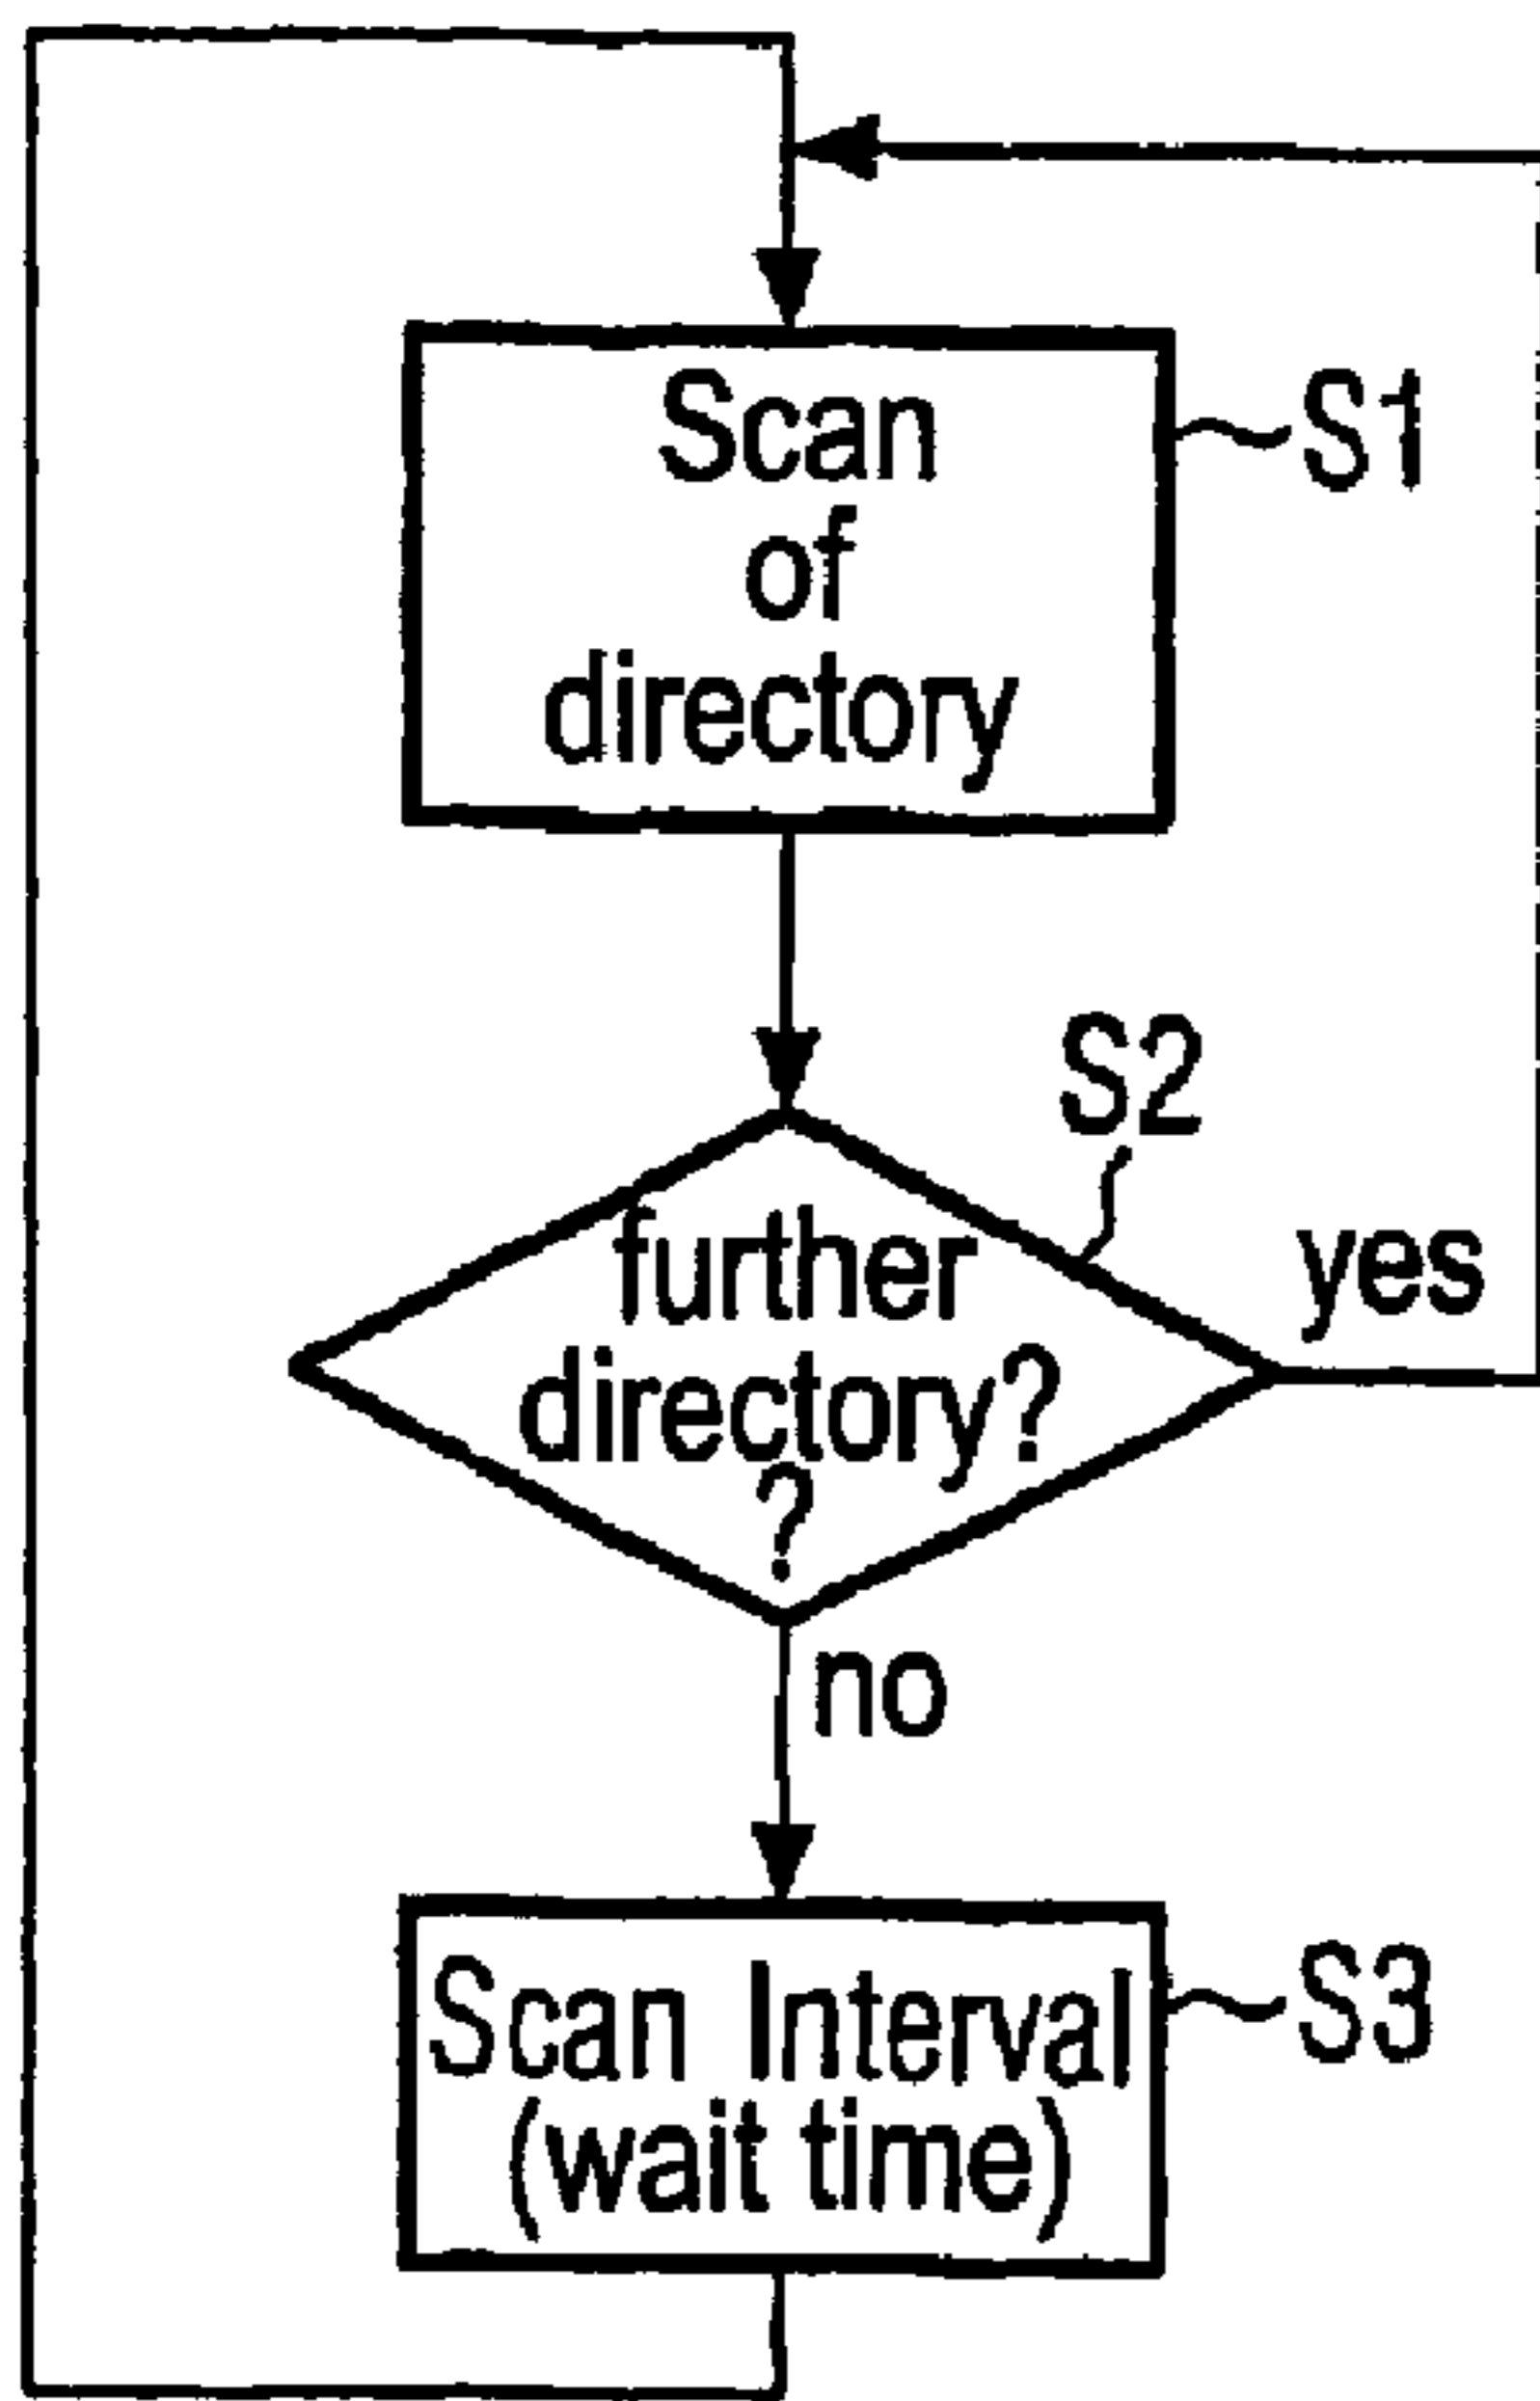 Scan
of
directory
S1
S2
further
directory?
?
yes
no
Scan Interval
(wait time)
S3